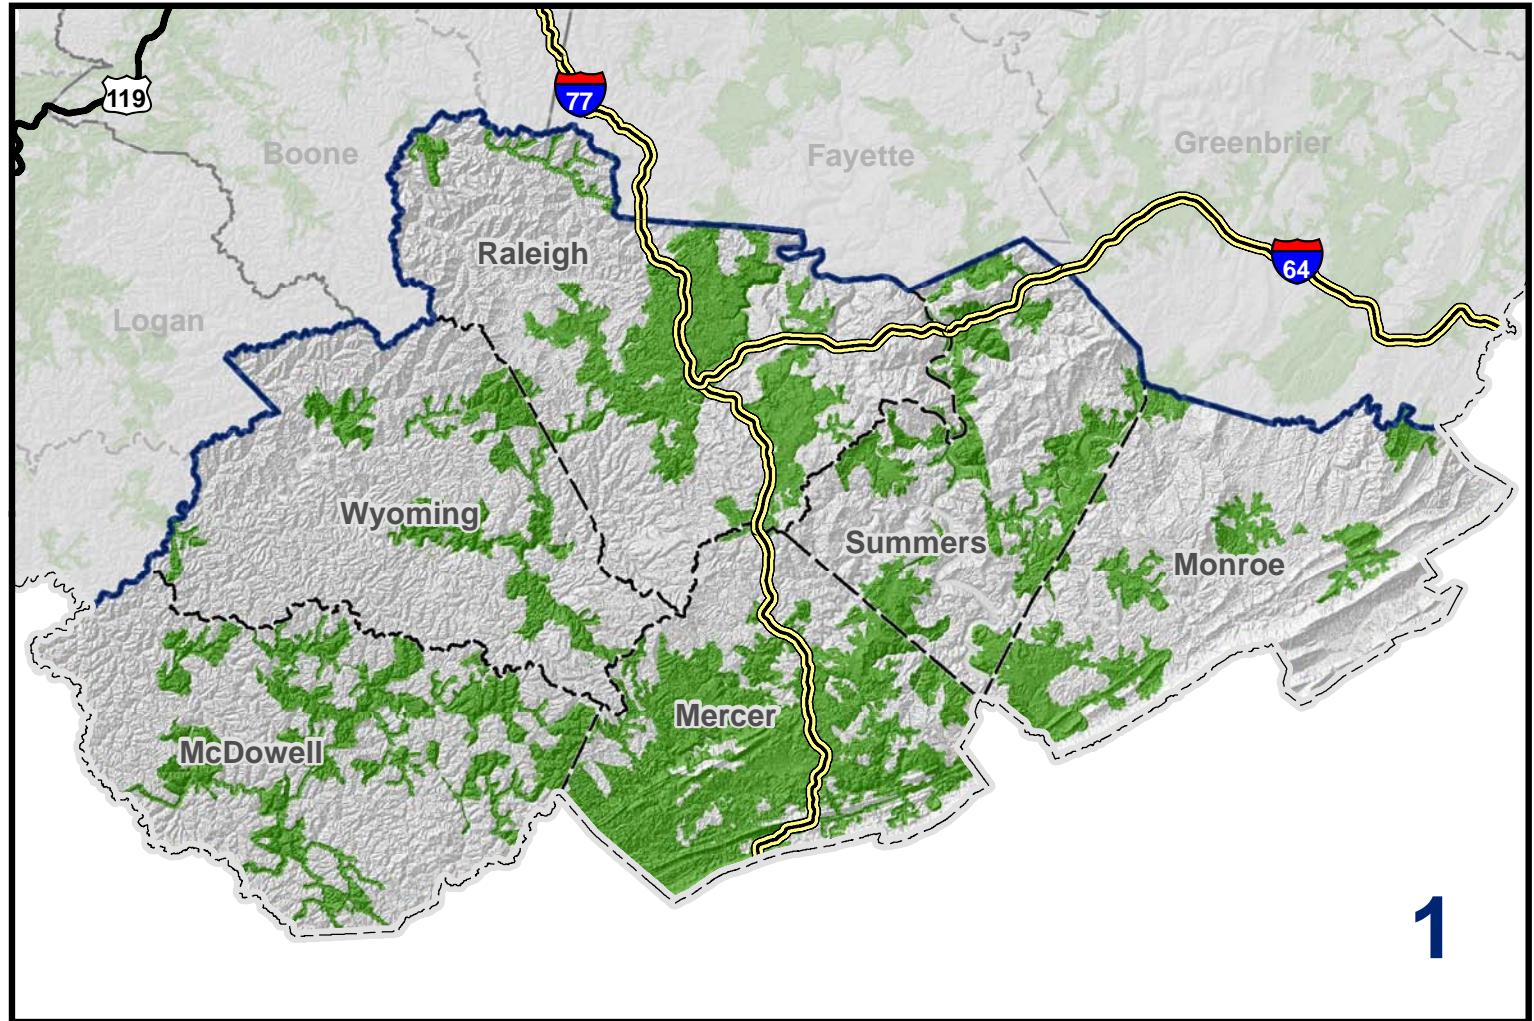 119
77
Boone
Fayette
Greenbrier
Raleigh
64
Logan
Wyoming
Summers
Monroe
Mercer
McDowell
1